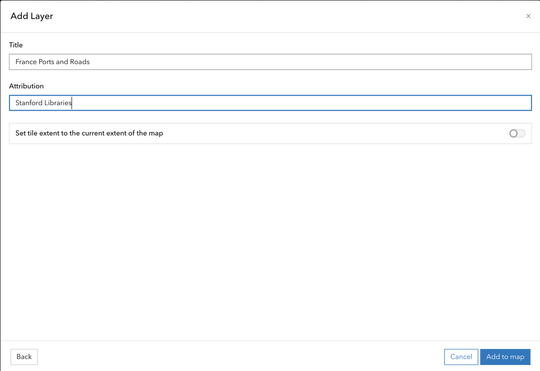 Add Layer
×
Title
France Ports and Roads
Attribution
Stanford Libraries
Set tile extent to the current extent of the map
Back
Cancel
Add to map